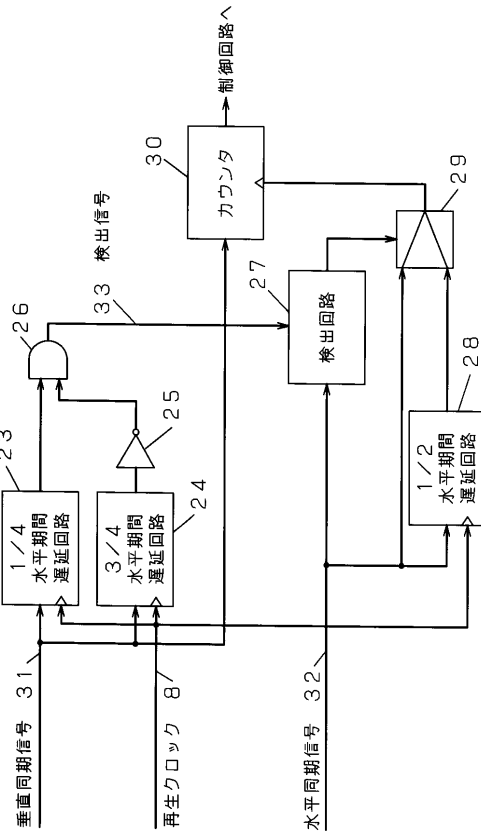 垂直同期信号 31
再生クロック 8
水平同期信号 32
23
1/4
水平期間
遅延回路
3/4
水平期間
遅延回路
24
25
26
33
検出信号
27
検出回路
1/2
水平期間
遅延回路
28
29
30
カウンタ
制御回路へ